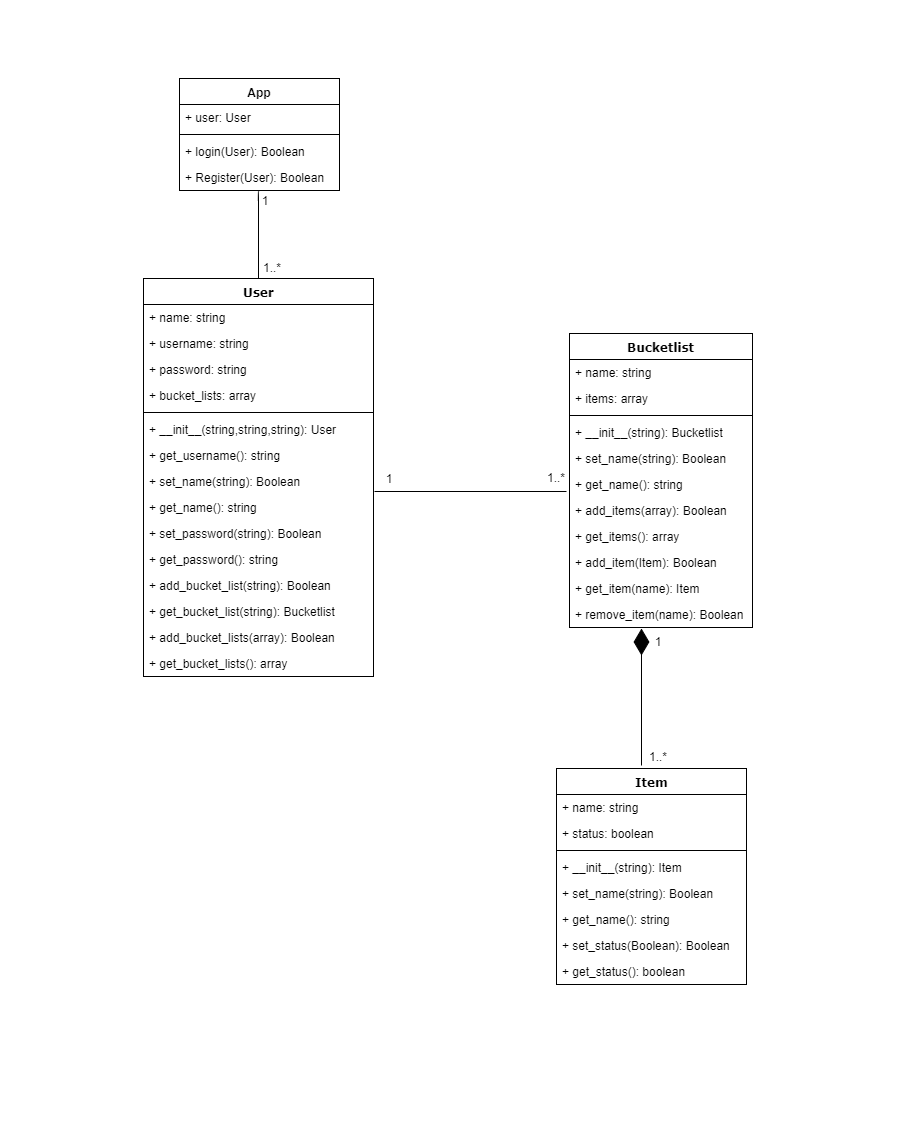 App
+ user: User
+ login(User): Boolean
+ Register(User): Boolean
1
1..*
User
+ name: string
+ username: string
+ password: string
+ bucket_lists: array
+ __init__(string,string,string): User
+ get_username(): string
+ set_name(string): Boolean
+ get_name(): string
+ set_password(string): Boolean
+ get_password(): string
+ add_bucket_list(string): Boolean
+ get_bucket_list(string): Bucketlist
+ add_bucket_lists(array): Boolean
+ get_bucket_lists(): array
1
1..*
Bucketlist
+ name: string
+ items: array
+ __init__(string): Bucketlist
+ set_name(string): Boolean
+ get_name(): string
+ add_items(array): Boolean
+ get_items(): array
+ add_item(Item): Boolean
+ get_item(name): Item
+ remove_item(name): Boolean
1
1..*
Item
+ name: string
+ status: boolean
+ __init__(string): Item
+ set_name(string): Boolean
+ get_name(): string
+ set_status(Boolean): Boolean
+ get_status(): boolean